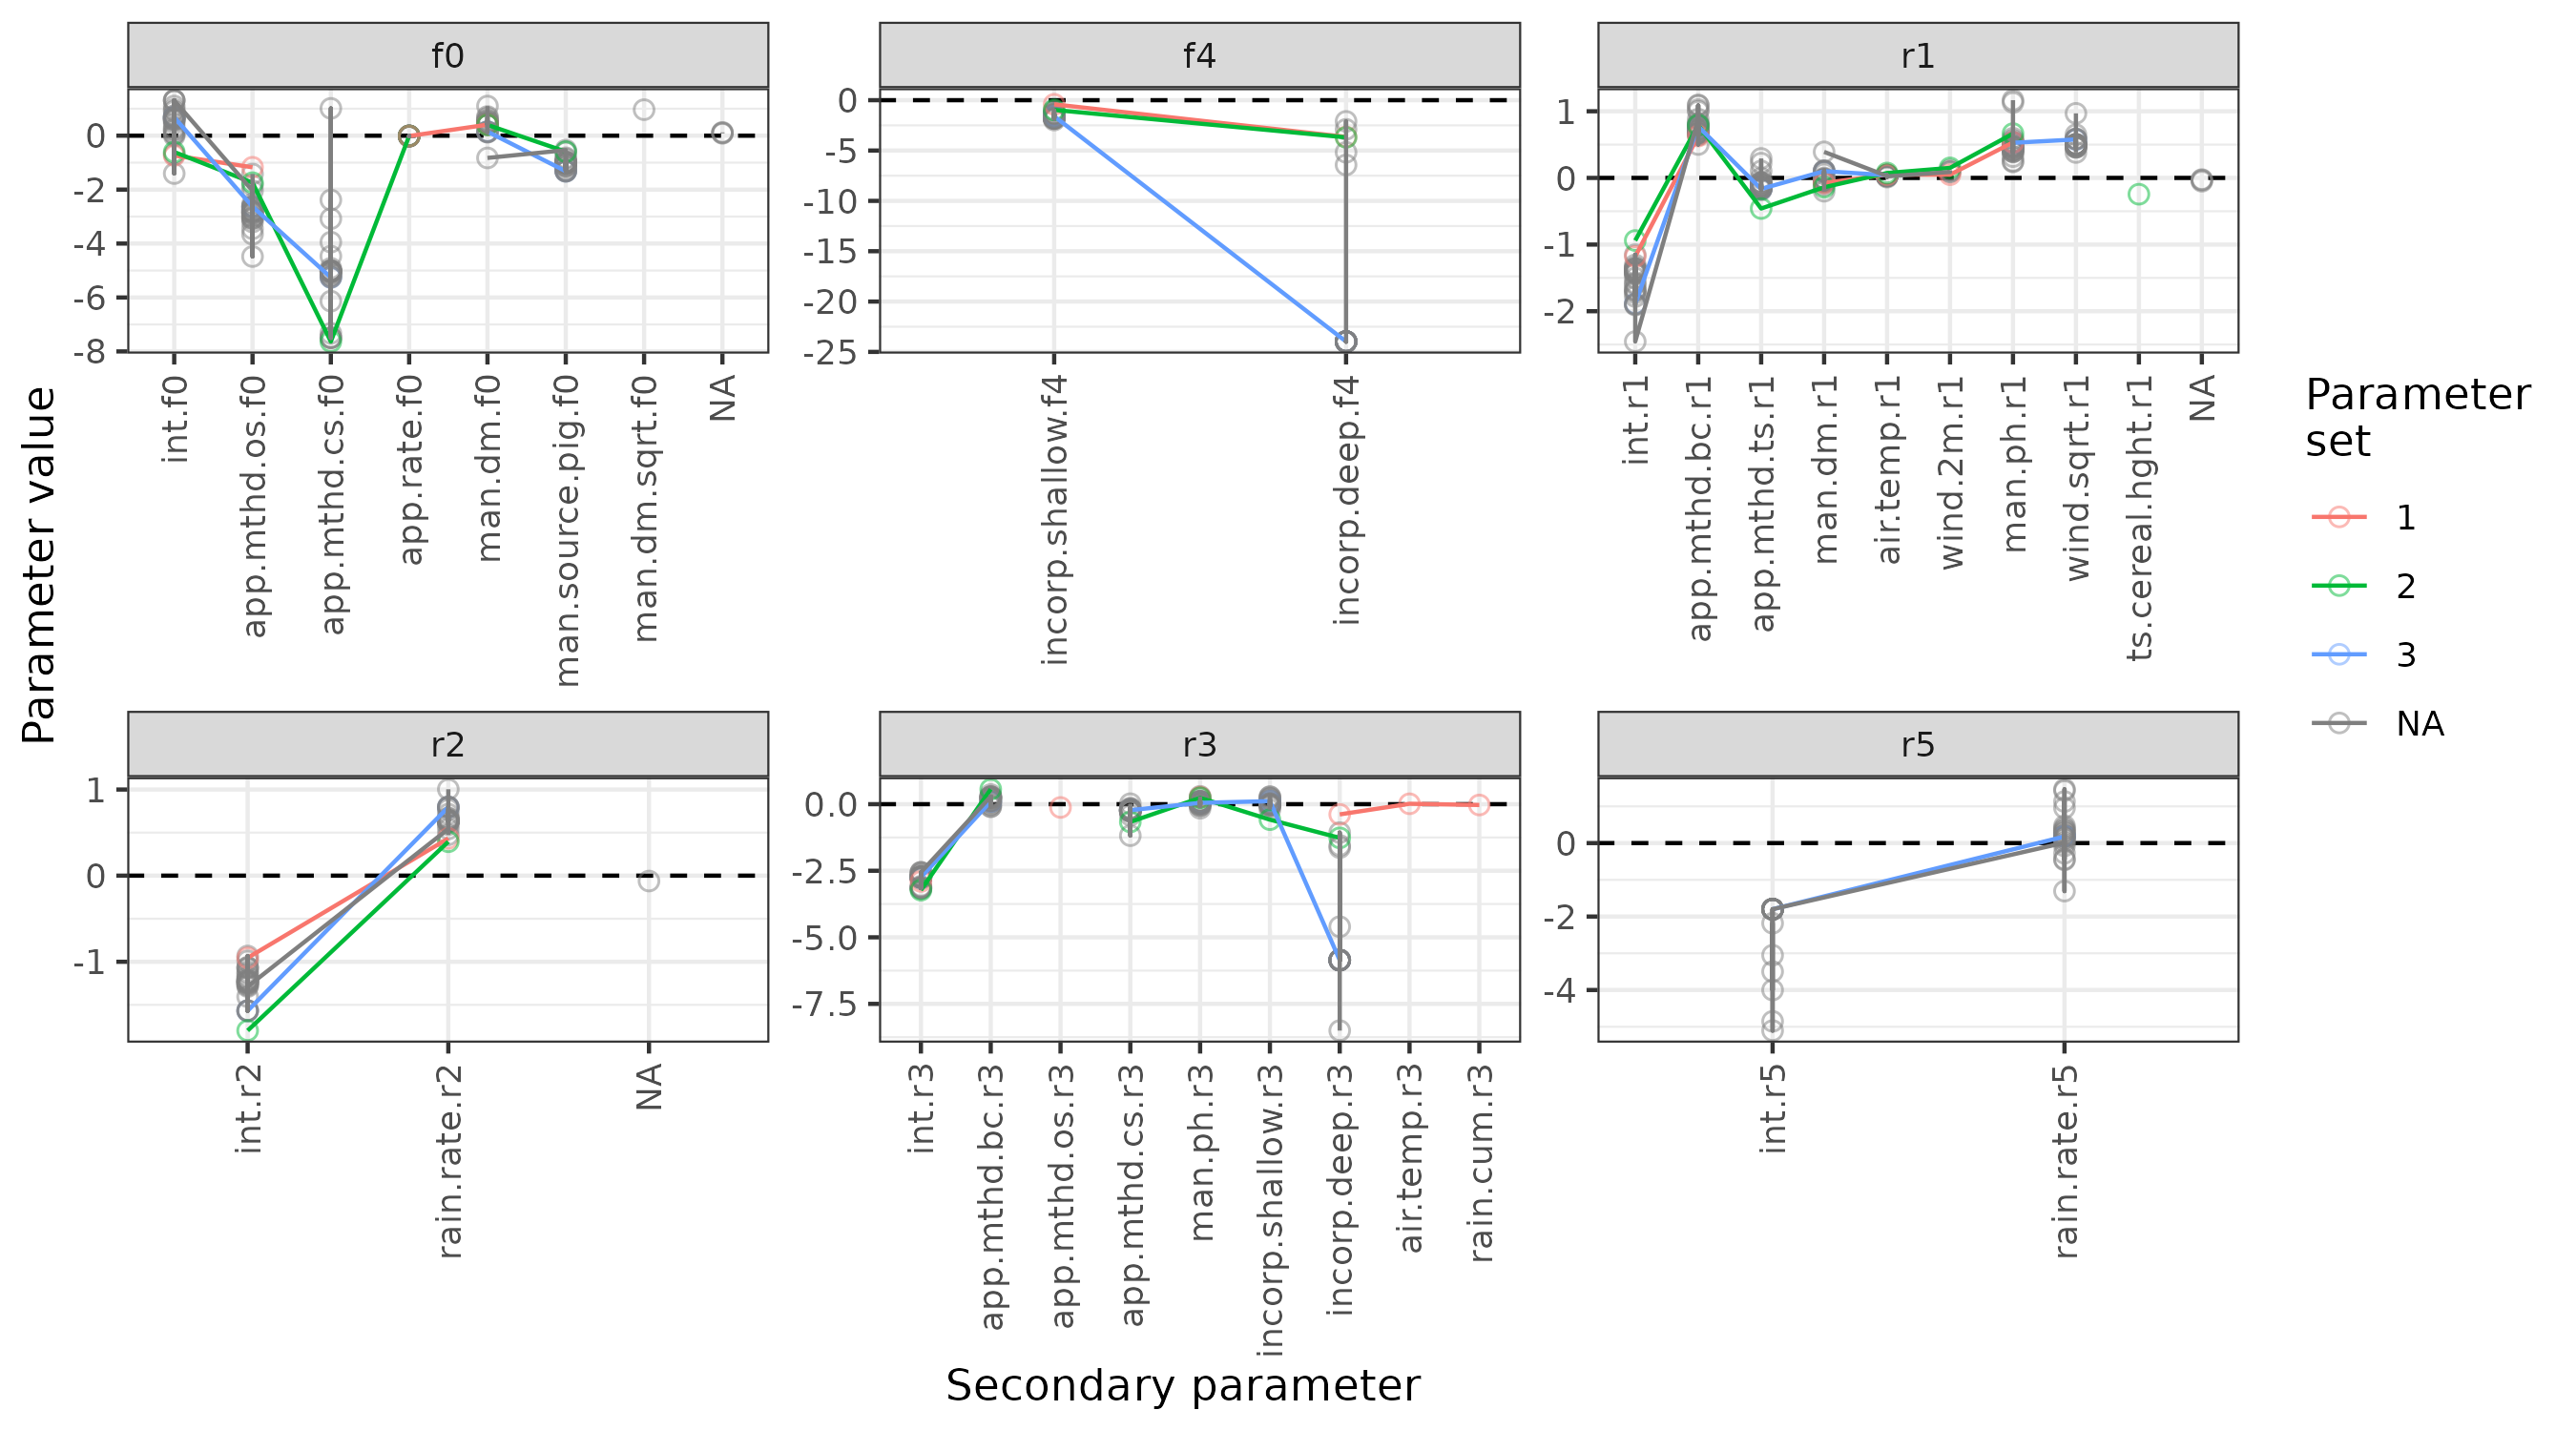 f0
f4
r1
0
-2
-4
-6
-8
0
-5
-10
-15
-20
-25
1
0
-1
-2
int.f0
app.mthd.os.f0
app.mthd.cs.f0
app.rate.f0
man.dm.f0
man.source.pig.f0
man.dm.sqrt.f0
NA
incorp.shallow.f4
incorp.deep.f4
int.r1
app.mthd.bc.r1
app.mthd.ts.r1
man.dm.r1
air.temp.r1
wind.2m.r1
man.ph.r1
wind.sqrt.r1
ts.cereal.hght.r1
NA
Parameter value
Parameter
set
1
2
3
NA
r2
r3
r5
1
0
-1
0.0
-2.5
-5.0
-7.5
0
-2
-4
int.r2
rain.rate.r2
NA
int.r3
app.mthd.bc.r3
app.mthd.os.r3
app.mthd.cs.r3
man.ph.r3
incorp.shallow.r3
incorp.deep.r3
air.temp.r3
rain.cum.r3
int.r5
rain.rate.r5
Secondary parameter